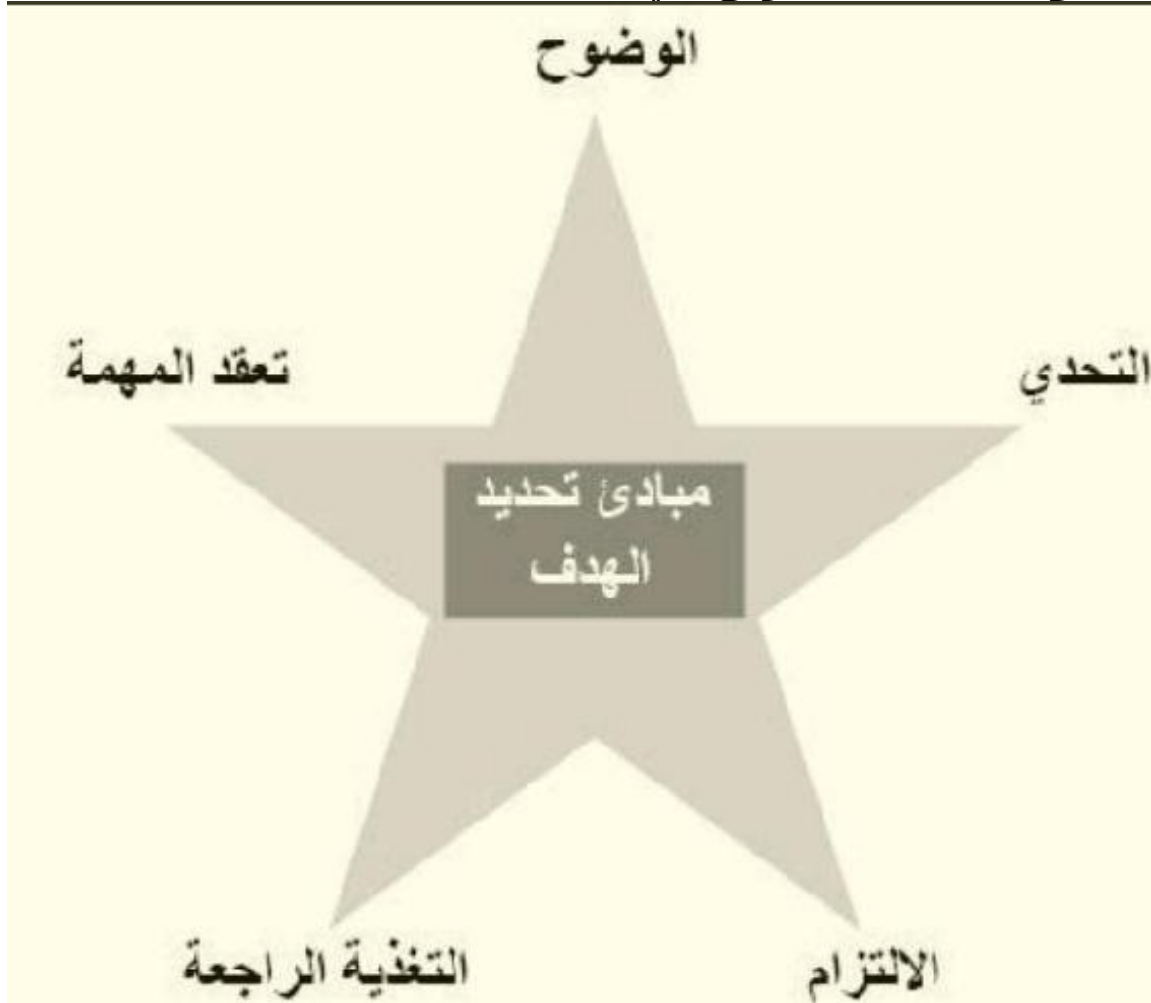 الوضوح
التحدي
تعقد المهمة
مبادئ تحديد
الهدف
الالتزام
التغذية الراجعة